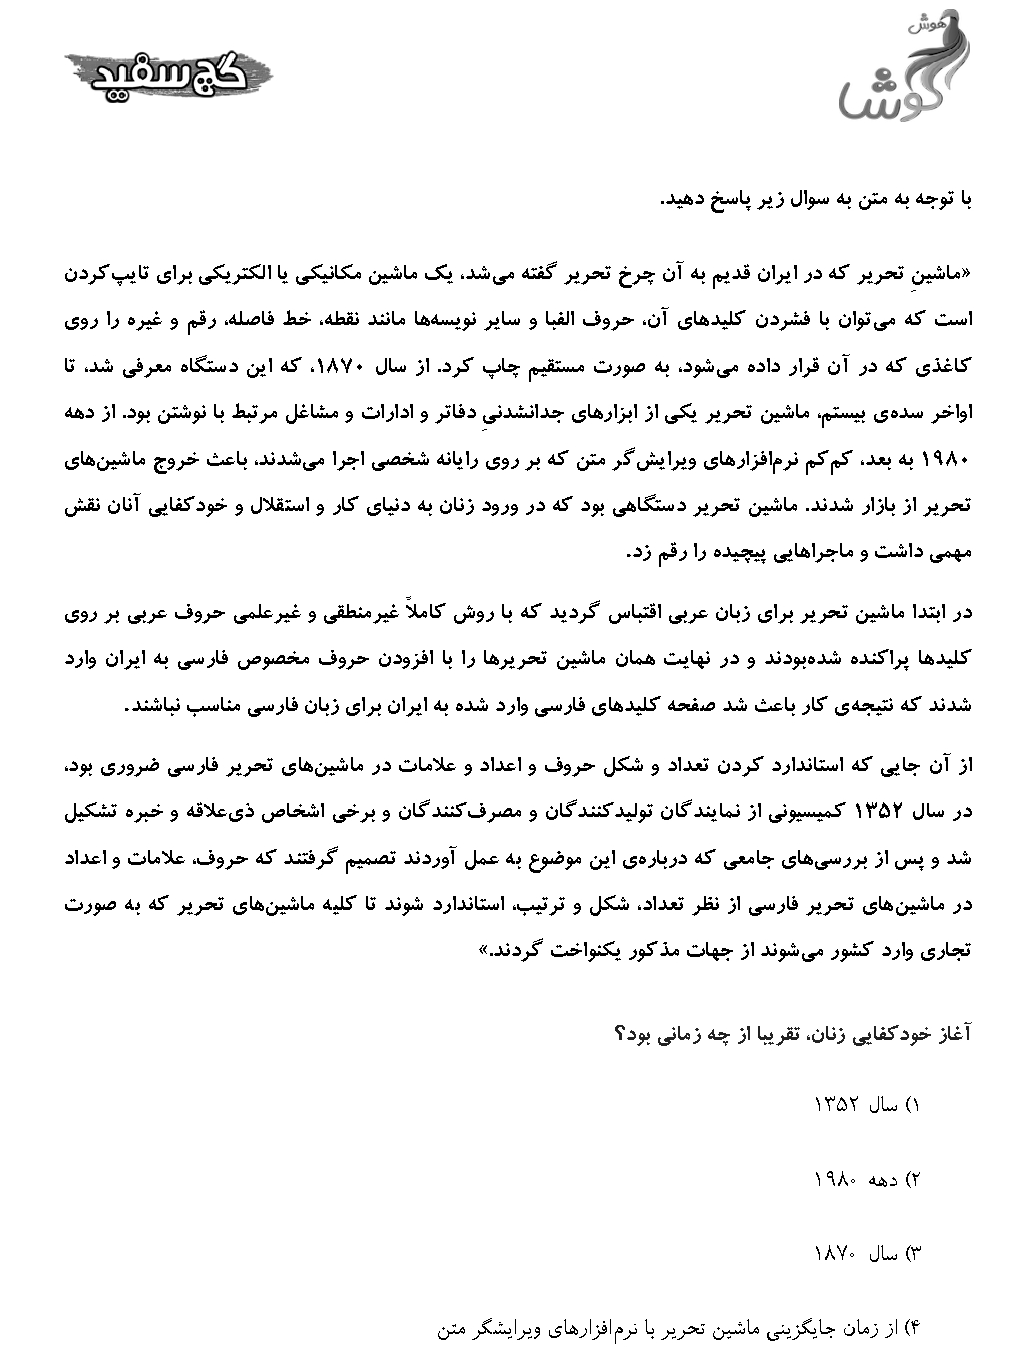 گچ سفید
هوش
گوشا
با توجه به متن به سوال زیر پاسخ دهید.
«ماشینِ تحریر که در ایران قدیم به آن چرخ تحریر گفته می‌شد، یک ماشین مکانیکی یا الکتریکی برای تایپ‌کردن
است که می‌توان با فشردن کلیدهای آن، حروف الفبا و سایر نویسه‌ها مانند نقطه، خط فاصله، رقم و غیره را روی
کاغذی که در آن قرار داده می‌شود، به صورت مستقیم چاپ کرد. از سال ۱۸۷۰، که این دستگاه معرفی شد، تا
اواخر سده‌ی بیستم، ماشین تحریر یکی از ابزارهای جدانشدنیِ دفاتر و ادارات و مشاغل مرتبط با نوشتن بود. از دهه
۱۹۸۰ به بعد، کم‌کم نرم‌افزارهای ویرایش‌گر متن که بر روی رایانه شخصی اجرا می‌شدند، باعث خروج ماشین‌های
تحریر از بازار شدند. ماشین تحریر دستگاهی بود که در ورود زنان به دنیای کار و استقلال و خودکفایی آنان نقش
مهمی داشت و ماجراهایی پیچیده را رقم زد.
در ابتدا ماشین تحریر برای زبان عربی اقتباس گردید که با روش کاملاً غیرمنطقی و غیرعلمی حروف عربی بر روی
کلیدها پراکنده شده‌بودند و در نهایت همان ماشین تحریرها را با افزودن حروف مخصوص فارسی به ایران وارد
شدند که نتیجه‌ی کار باعث شد صفحه کلیدهای فارسی وارد شده به ایران برای زبان فارسی مناسب نباشند.
از آن جایی که استاندارد کردن تعداد و شکل حروف و اعداد و علامات در ماشین‌های تحریر فارسی ضروری بود،
در سال ۱۳۵۲ کمیسیونی از نمایندگان تولیدکنندگان و مصرف‌کنندگان و برخی اشخاص ذی‌علاقه و خبره تشکیل
شد و پس از بررسی‌های جامعی که درباره‌ی این موضوع به عمل آوردند تصمیم گرفتند که حروف، علامات و اعداد
در ماشین‌های تحریر فارسی از نظر تعداد، شکل و ترتیب، استاندارد شوند تا کلیه ماشین‌های تحریر که به صورت
تجاری وارد کشور می‌شوند از جهات مذکور یکنواخت گردند.»
آغاز خودکفایی زنان، تقریبا از چه زمانی بود؟
۱) سال ۱۳۵۲
۲) دهه ۱۹۸۰
۳) سال ۱۸۷۰
۴) از زمان جایگزینی ماشین تحریر با نرم‌افزارهای ویرایشگر متن